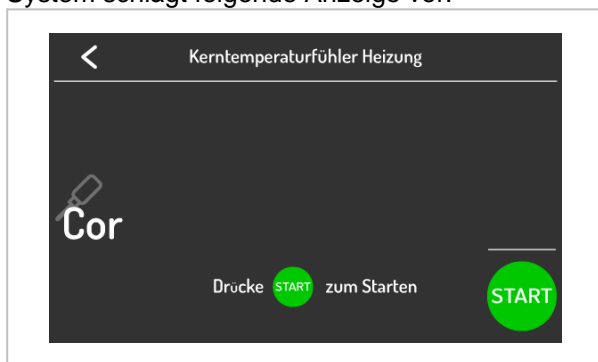 System schlägt folgende Anzeige vor:
Kerntemperaturfühler Heizung
Cor
Drücke START zum Starten
START